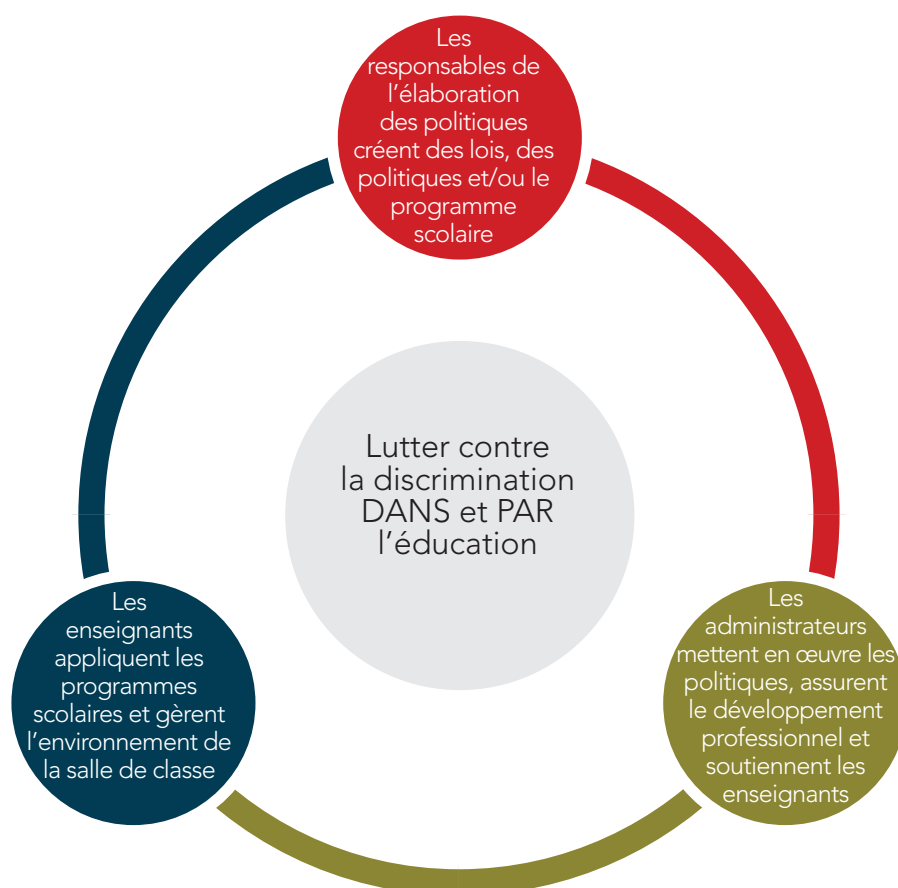 Les
responsables de
l’élaboration
des politiques
créent des lois, des
politiques et/ou le
programme
scolaire
Lutter contre
la discrimination
DANS et PAR
l’éducation
Les
enseignants
appliquent les
programmes
scolaires et gèrent
l’environnement de
la salle de classe
Les
administrateurs
mettent en œuvre les
politiques, assurent
le développement
professionnel et
soutiennent les
enseignants